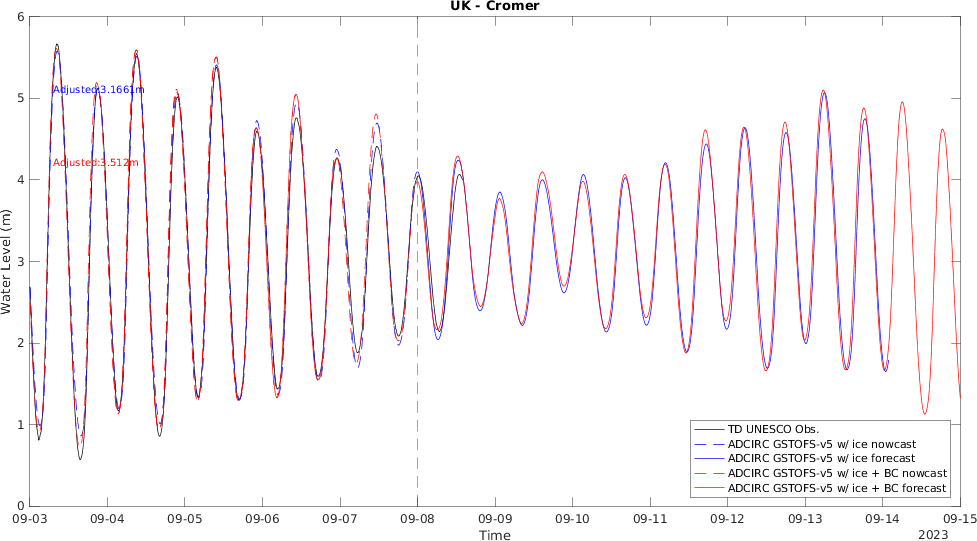 UK - Cromer
6
5
4
3
2
1
0
Water Level (m)
Adjusted:3.1661m
Adjusted:3.512m
TD UNESCO Obs.
ADCIRC GSTOFS-v5 w/ ice nowcast
ADCIRC GSTOFS-v5 w/ ice forecast
ADCIRC GSTOFS-v5 w/ ice + BC nowcast
ADCIRC GSTOFS-v5 w/ ice + BC forecast
09-03 09-04 09-05 09-06 09-07 09-08 09-09 09-10 09-11 09-12 09-13 09-14 09-15
Time
2023